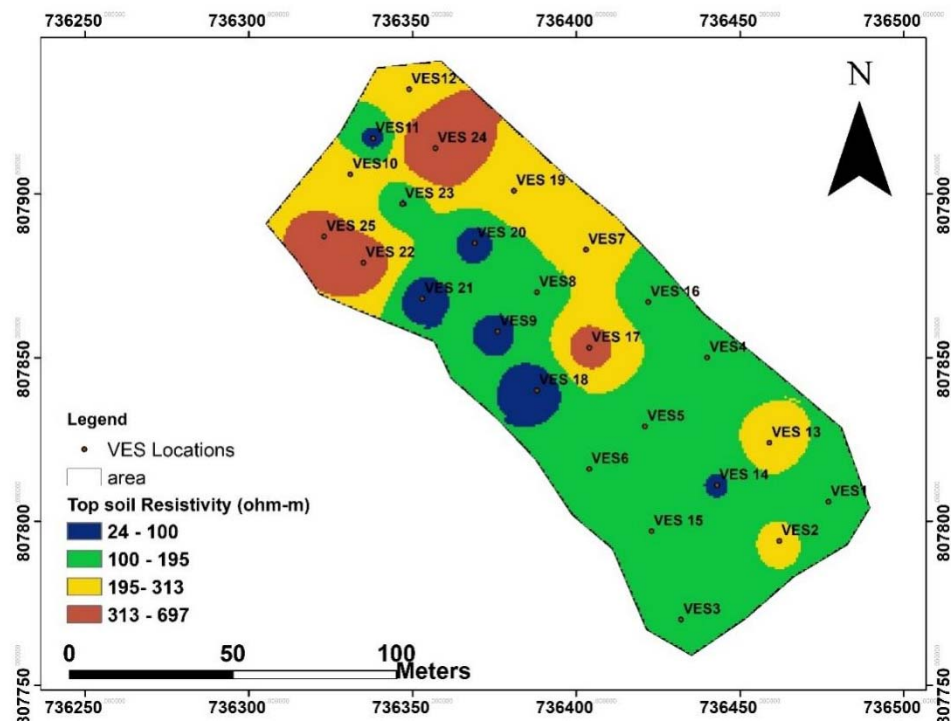 736250 736300 736350 736400 736450 736500
N
807900
807850
807800
807750
807900
807850
807800
807750
VES12
VES11
VES 24
VES10
VES 19
VES 23
VES 25
VES 20
VES7
VES 22
VES 21
VES8
VES 16
VES9
VES 17
VES4
VES 18
VES5
VES 13
VES6
VES 14
VES1
VES 15
VES2
VES3
Legend
VES Locations
area
Top soil Resistivity (ohm-m)
24 - 100
100 - 195
195- 313
313 - 697
0 50 100
Meters
736250 736300 736350 736400 736450 736500